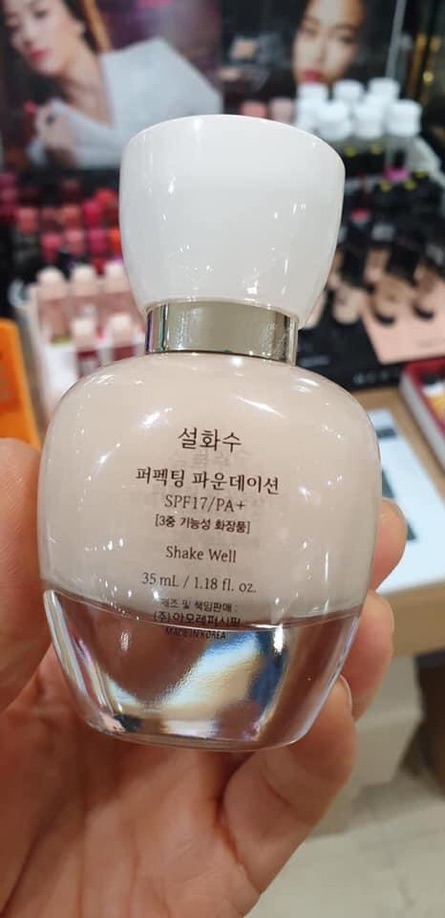 설화수
퍼펙팅 파운데이션
SPF17/PA+
[3중 기능성 화장품]
Shake Well
35 mL / 1.18 fl. oz.
제조 및 책임판매 :
(주)아모레퍼시픽
MADE IN KOREA